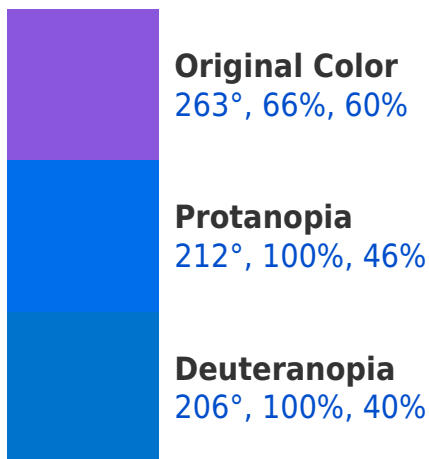 Original Color
263°, 66%, 60%
Protanopia
212°, 100%, 46%
Deuteranopia
206°, 100%, 40%